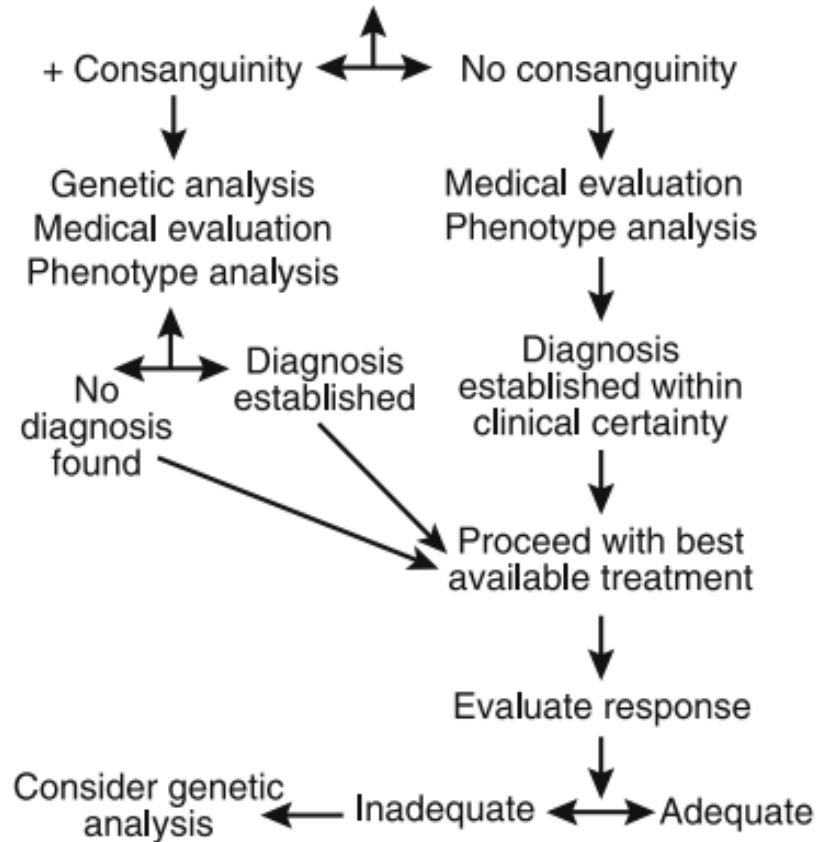 + Consanguinity
No consanguinity
Genetic analysis
Medical evaluation
Phenotype analysis
Medical evaluation
Phenotype analysis
No
diagnosis
found
Diagnosis
established
Diagnosis
established within
clinical certainty
Proceed with best
available treatment
Evaluate response
Consider genetic
analysis
Inadequate
Adequate